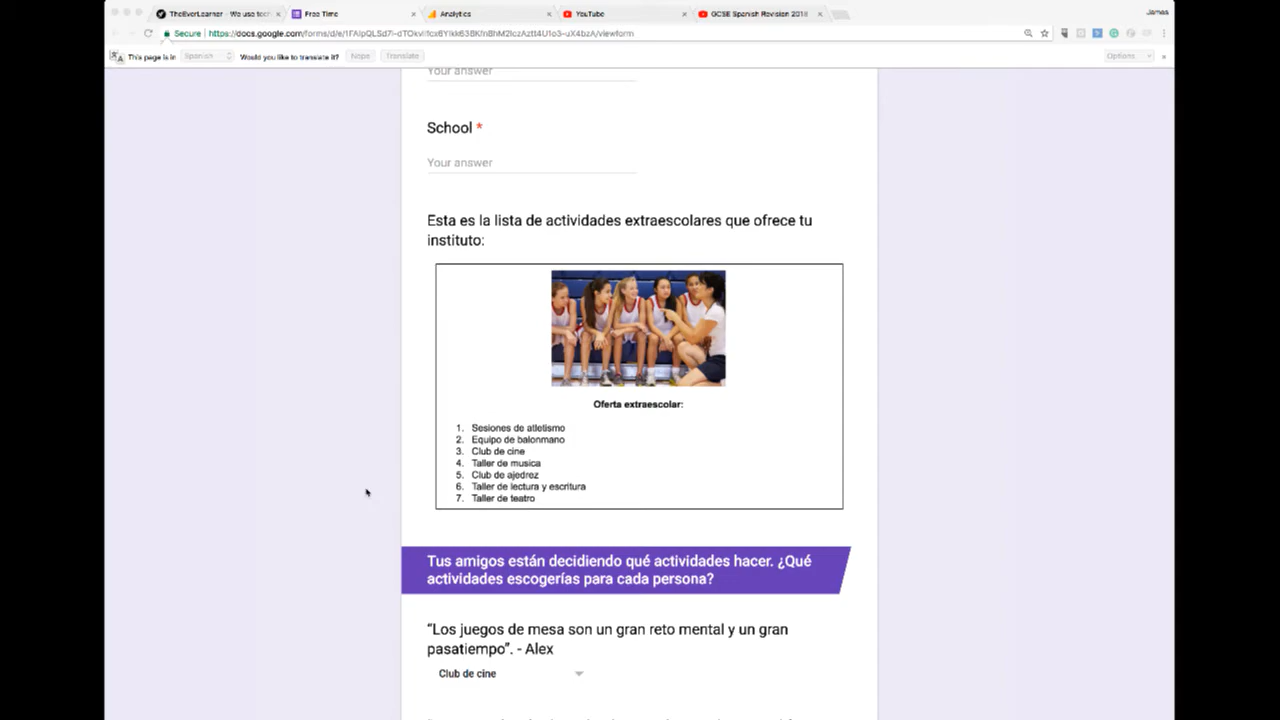 TheEverLearner - We use tech
Free Time
Analytics
YouTube
GCSE Spanish Revision 2018
James
Secure
This page is in
Spanish
Would you like to translate it?
Nope
Translate
Options
Your answer
School *
Your answer
Esta es la lista de actividades extraescolares que ofrece tu
instituto:
Oferta extraescolar:
1. Sesiones de atletismo
2. Equipo de balonmano
3. Club de cine
4. Taller de musica
5. Club de ajedrez
6. Taller de lectura y escritura
7. Taller de teatro
Tus amigos están decidiendo qué actividades hacer. ¿Qué
actividades escogerías para cada persona?
“Los juegos de mesa son un gran reto mental y un gran
pasatiempo”. - Alex
Club de cine